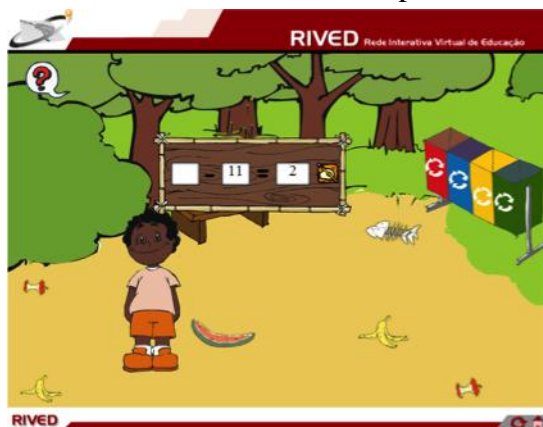 RIVED Rede Interativa Virtual de Educação
?
- 11 = 2
RIVED